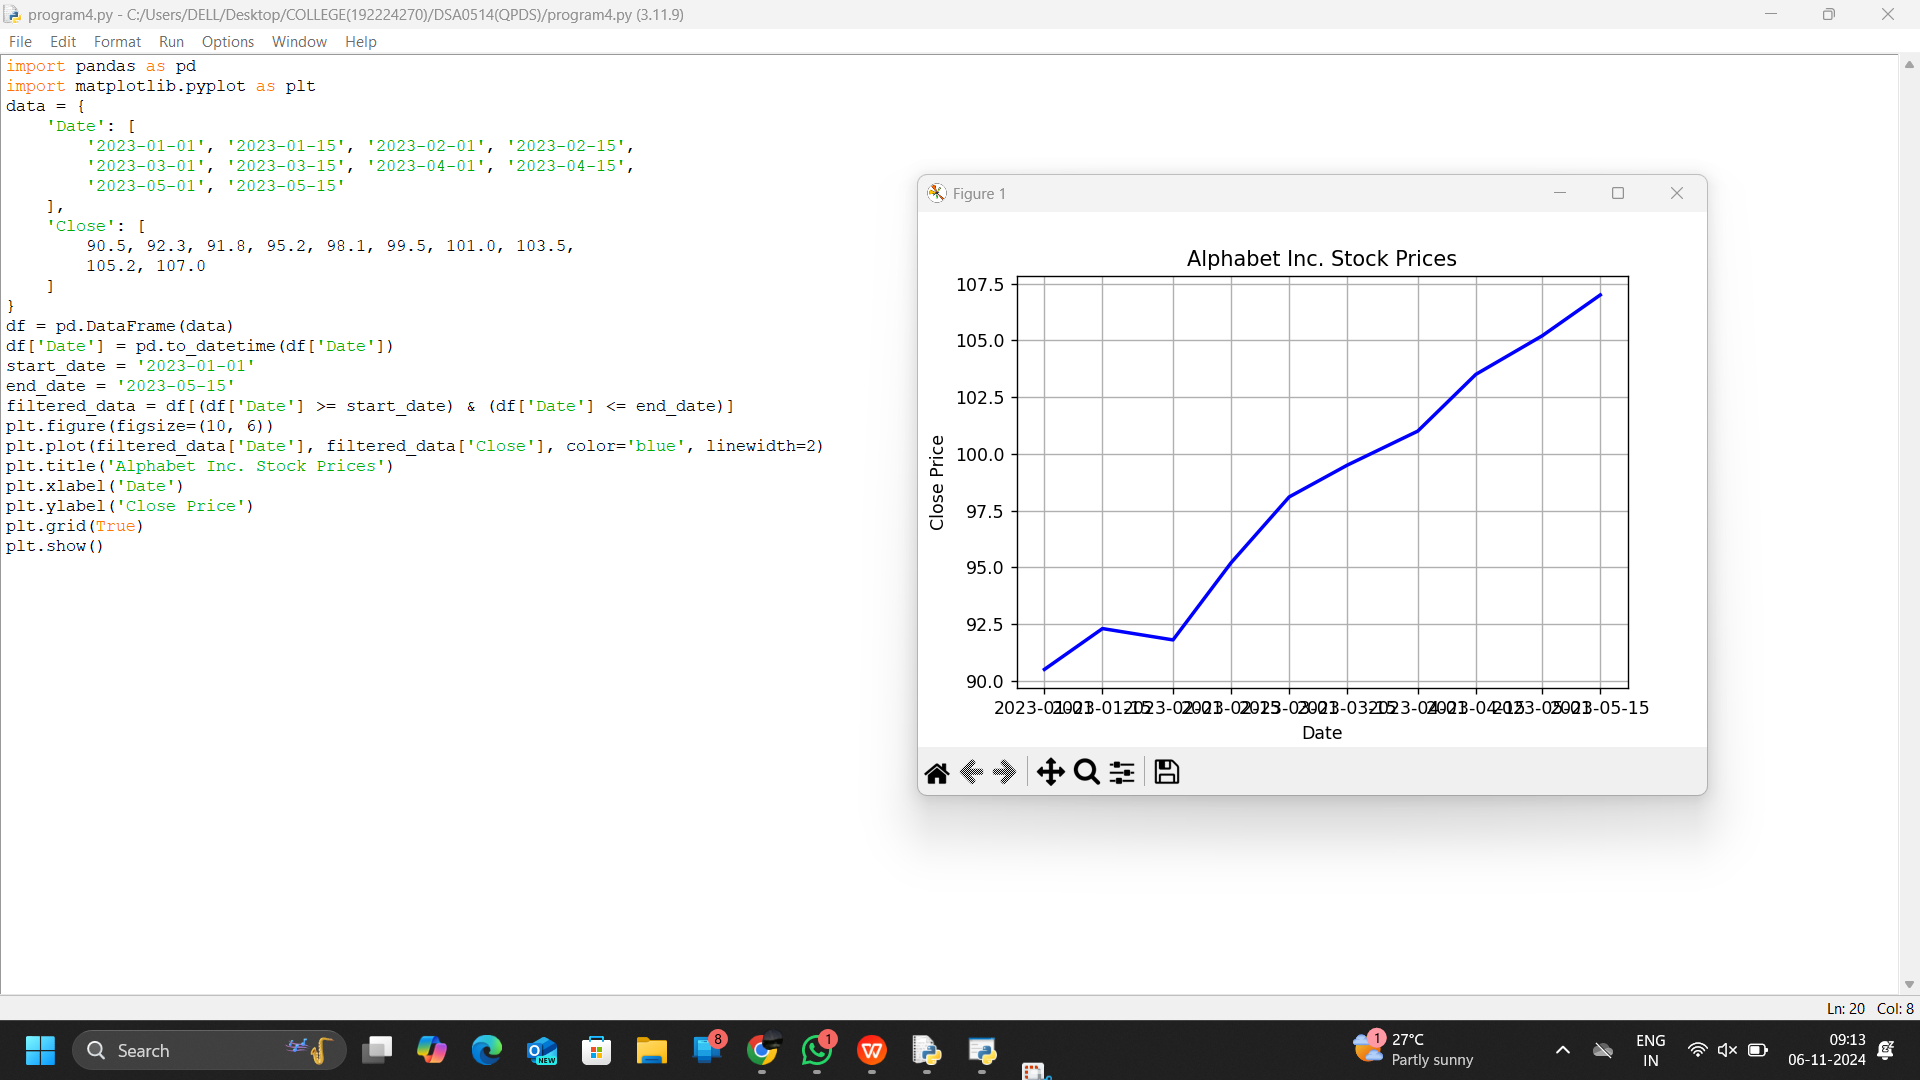 program4.py - C:/Users/DELL/Desktop/COLLEGE(192224270)/DSA0514(QPDS)/program4.py (3.11.9)
File Edit Format Run Options Window Help
import pandas as pd
import matplotlib.pyplot as plt
data = {
    'Date': [
        '2023-01-01', '2023-01-15', '2023-02-01', '2023-02-15',
        '2023-03-01', '2023-03-15', '2023-04-01', '2023-04-15',
        '2023-05-01', '2023-05-15'
    ],
    'Close': [
        90.5, 92.3, 91.8, 95.2, 98.1, 99.5, 101.0, 103.5,
        105.2, 107.0
    ]
}
df = pd.DataFrame(data)
df['Date'] = pd.to_datetime(df['Date'])
start_date = '2023-01-01'
end_date = '2023-05-15'
filtered_data = df[(df['Date'] >= start_date) & (df['Date'] <= end_date)]
plt.figure(figsize=(10, 6))
plt.plot(filtered_data['Date'], filtered_data['Close'], color='blue', linewidth=2)
plt.title('Alphabet Inc. Stock Prices')
plt.xlabel('Date')
plt.ylabel('Close Price')
plt.grid(True)
plt.show()
Figure 1
Alphabet Inc. Stock Prices
107.5
105.0
102.5
100.0
97.5
95.0
92.5
90.0
Close Price
2023-01-01 2023-01-15 2023-02-01 2023-02-15 2023-03-01 2023-03-15 2023-04-01 2023-04-15 2023-05-01 2023-05-15
Date
Ln: 20 Col: 8
Search
NEW
8
1
1
27°C
Partly sunny
ENG
IN
09:13
06-11-2024